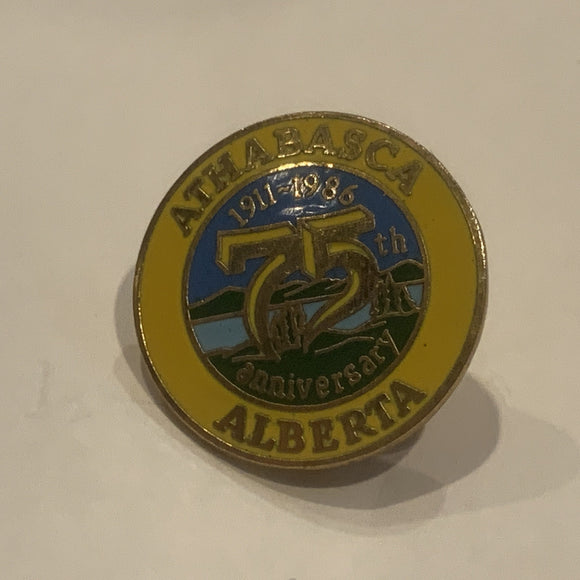 ATHABASCA
1911-1986
75th
anniversary
ALBERTA